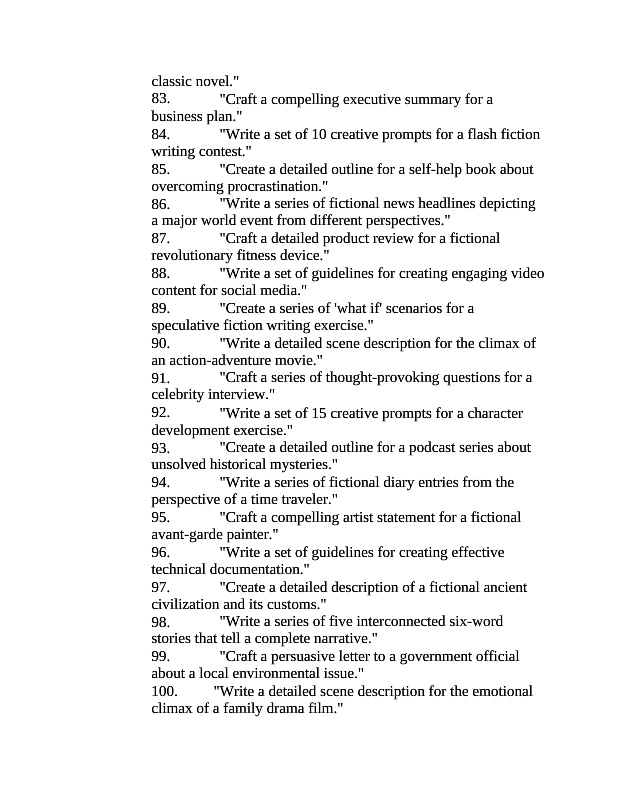 classic novel."
83. "Craft a compelling executive summary for a
business plan."
84. "Write a set of 10 creative prompts for a flash fiction
writing contest."
85. "Create a detailed outline for a self-help book about
overcoming procrastination."
86. "Write a series of fictional news headlines depicting
a major world event from different perspectives."
87. "Craft a detailed product review for a fictional
revolutionary fitness device."
88. "Write a set of guidelines for creating engaging video
content for social media."
89. "Create a series of 'what if' scenarios for a
speculative fiction writing exercise."
90. "Write a detailed scene description for the climax of
an action-adventure movie."
91. "Craft a series of thought-provoking questions for a
celebrity interview."
92. "Write a set of 15 creative prompts for a character
development exercise."
93. "Create a detailed outline for a podcast series about
unsolved historical mysteries."
94. "Write a series of fictional diary entries from the
perspective of a time traveler."
95. "Craft a compelling artist statement for a fictional
avant-garde painter."
96. "Write a set of guidelines for creating effective
technical documentation."
97. "Create a detailed description of a fictional ancient
civilization and its customs."
98. "Write a series of five interconnected six-word
stories that tell a complete narrative."
99. "Craft a persuasive letter to a government official
about a local environmental issue."
100. "Write a detailed scene description for the emotional
climax of a family drama film."